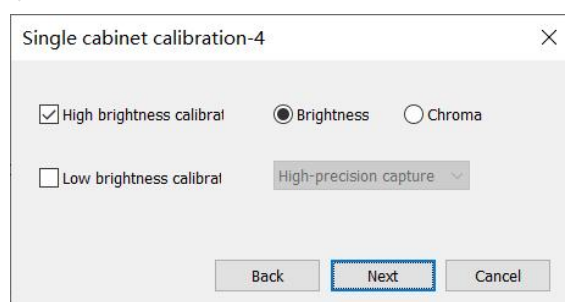 Single cabinet calibration-4
High brightness calibrat Brightness Chroma
Low brightness calibrat High-precision capture
Back Next Cancel